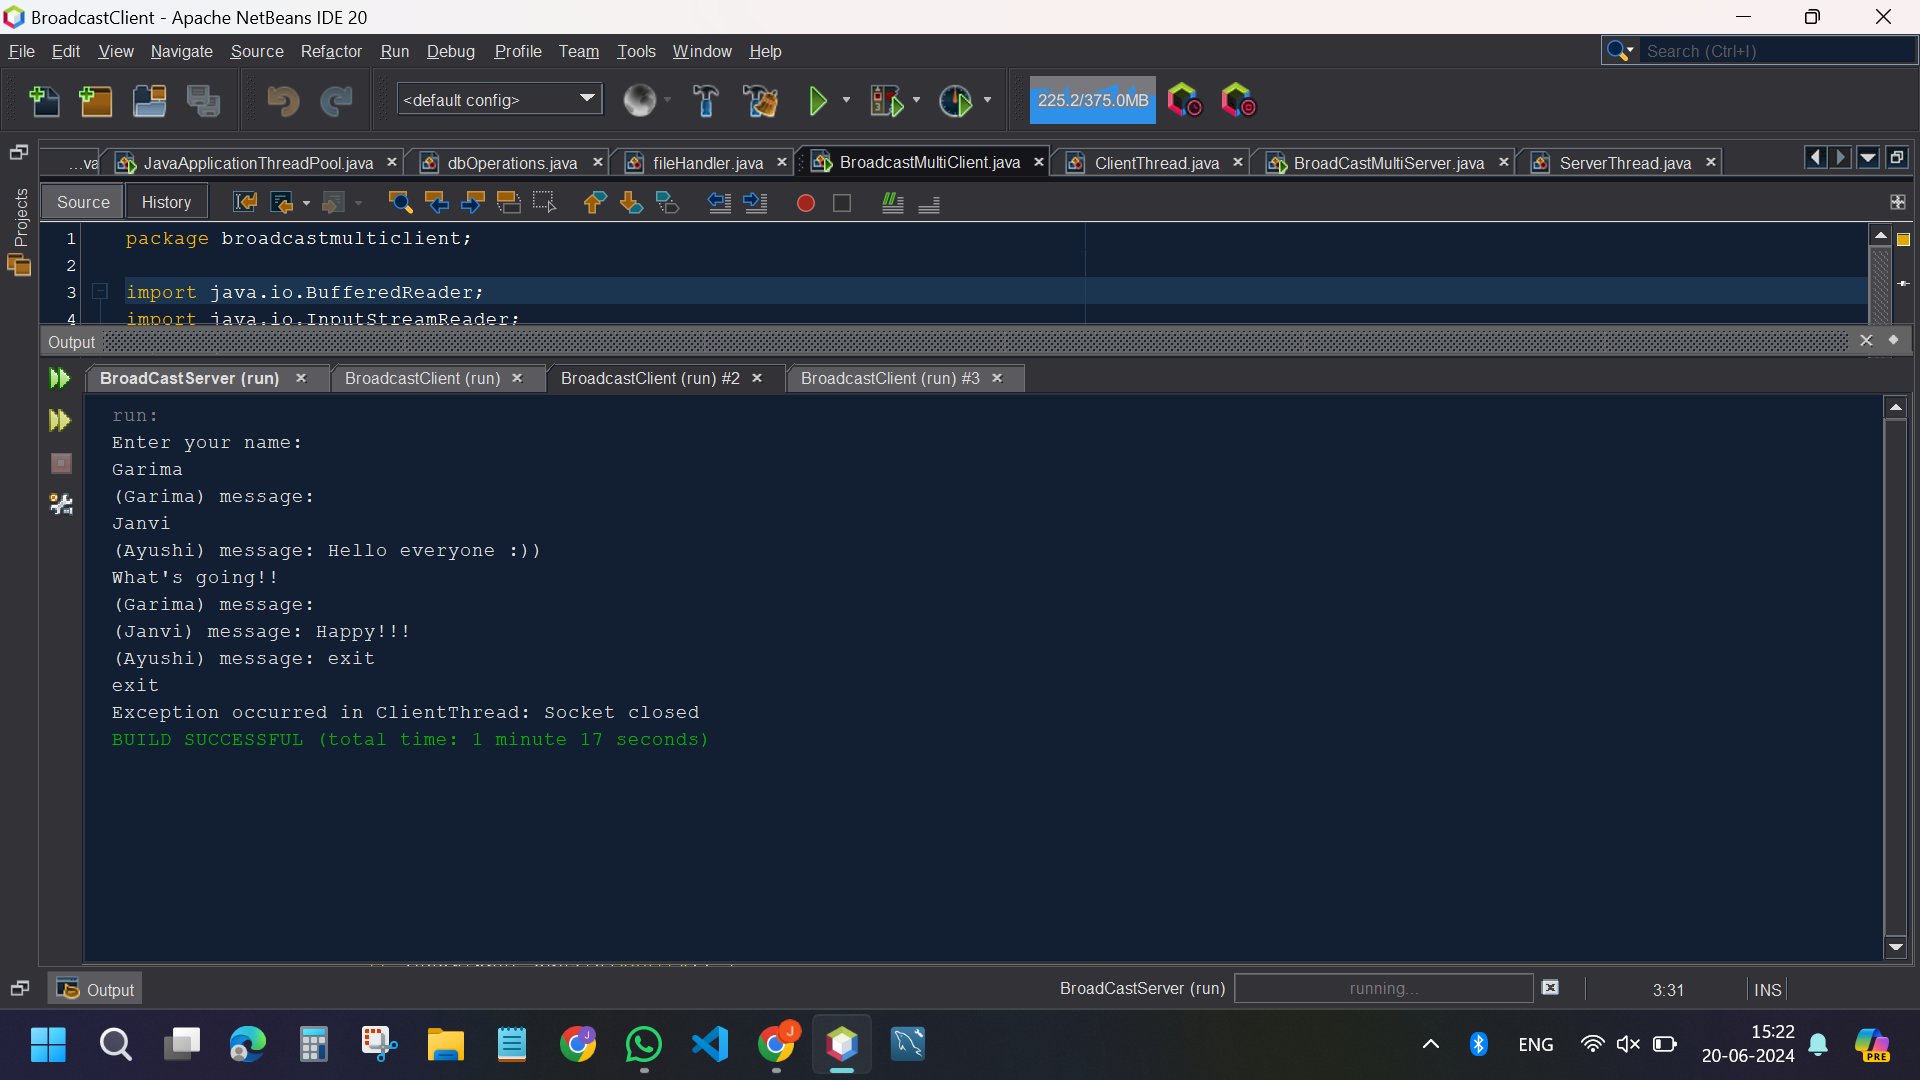 BroadcastClient - Apache NetBeans IDE 20
File Edit View Navigate Source Refactor Run Debug Profile Team Tools Window Help
Search (Ctrl+I)
<default config>
225.2/375.0MB
...va JavaApplicationThreadPool.java dbOperations.java fileHandler.java BroadcastMultiClient.java ClientThread.java BroadCastMultiServer.java ServerThread.java
Projects
Source History
1 package broadcastmulticlient;
2
3 import java.io.BufferedReader;
4 import java.io.InputStreamReader;
Output
BroadCastServer (run) BroadcastClient (run) BroadcastClient (run) #2 BroadcastClient (run) #3
run:
Enter your name:
Garima
(Garima) message:
Janvi
(Ayushi) message: Hello everyone :))
What's going!!
(Garima) message:
(Janvi) message: Happy!!!
(Ayushi) message: exit
exit
Exception occurred in ClientThread: Socket closed
BUILD SUCCESSFUL (total time: 1 minute 17 seconds)
Output
BroadCastServer (run) running... 3:31 INS
ENG
15:22
20-06-2024
PRE